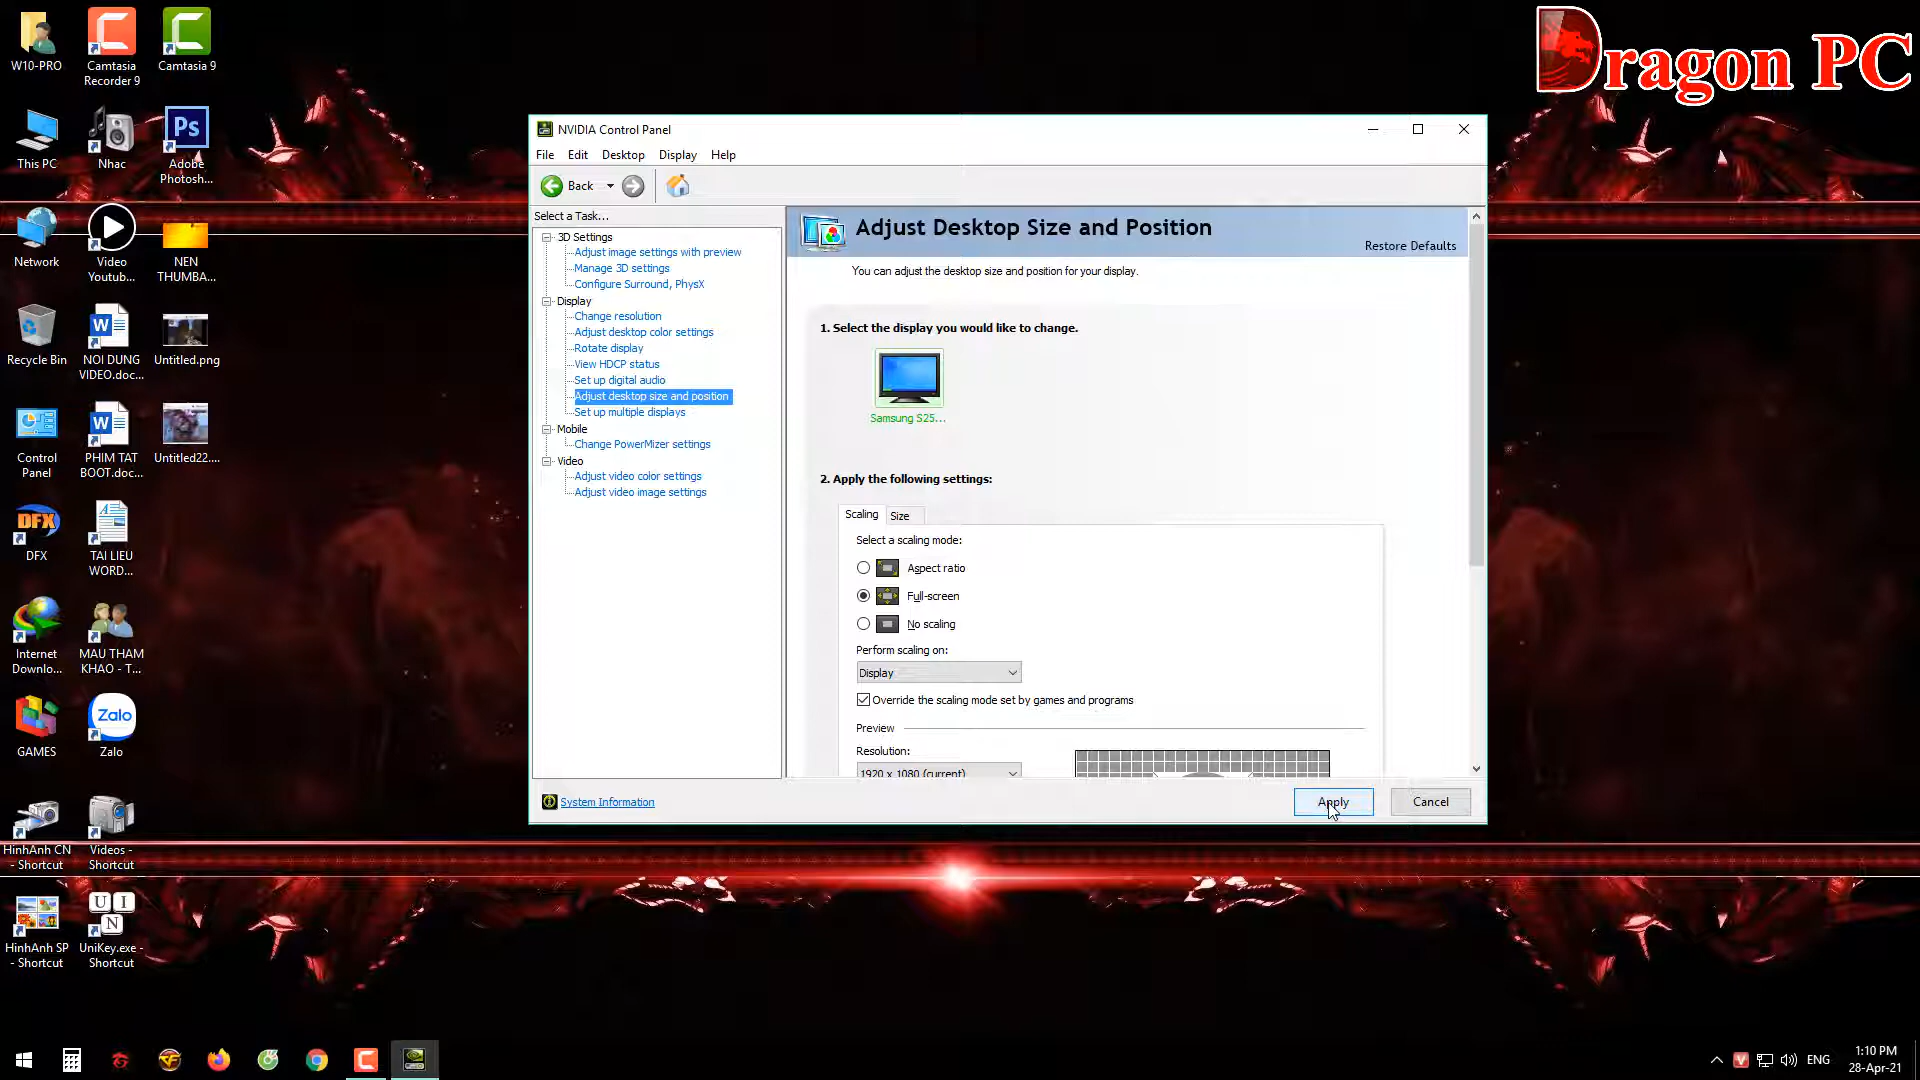 W10-PRO
Camtasia
Recorder 9
Camtasia 9
This PC
Nhac
Ps
Adobe
Photosh...
Network
Video
Youtub...
NEN
THUMBA...
Recycle Bin
NOI DUNG
VIDEO.doc...
Untitled.png
Control
Panel
PHIM TAT
BOOT.doc...
Untitled22....
DFX
DFX
TAI LIEU
WORD...
Internet
Downlo...
MAU THAM
KHAO - T...
GAMES
Zalo
Zalo
HinhAnh CN
- Shortcut
Videos -
Shortcut
HinhAnh SP
- Shortcut
U I
N
UniKey.exe -
Shortcut
Dragon PC
NVIDIA Control Panel
File Edit Desktop Display Help
Back
Select a Task...
3D Settings
Adjust image settings with preview
Manage 3D settings
Configure Surround, PhysX
Display
Change resolution
Adjust desktop color settings
Rotate display
View HDCP status
Set up digital audio
Adjust desktop size and position
Set up multiple displays
Mobile
Change PowerMizer settings
Video
Adjust video color settings
Adjust video image settings
System Information
Adjust Desktop Size and Position
Restore Defaults
You can adjust the desktop size and position for your display.
1. Select the display you would like to change.
Samsung S25...
2. Apply the following settings:
Scaling Size
Select a scaling mode:
Aspect ratio
Full-screen
No scaling
Perform scaling on:
Display
Override the scaling mode set by games and programs
Preview
Resolution:
1920 x 1080 (current)
Apply Cancel
ENG
1:10 PM
28-Apr-21